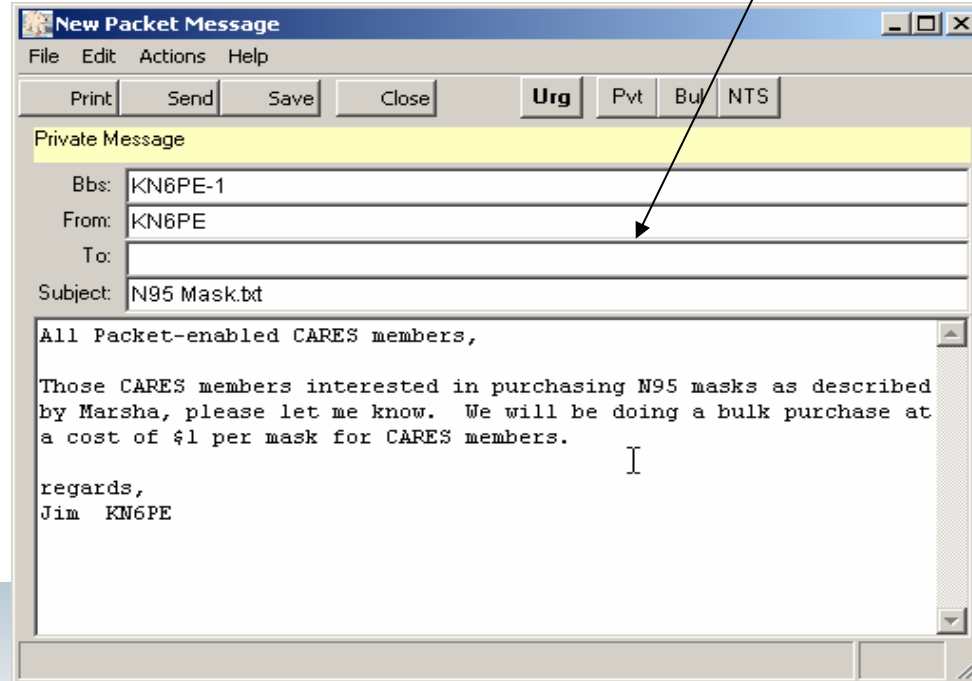 New Packet Message
File Edit Actions Help
Print Send Save Close Urg Pvt Bul NTS
Private Message
Bbs: KN6PE-1
From: KN6PE
To:
Subject: N95 Mask.txt
All Packet-enabled CARES members,
Those CARES members interested in purchasing N95 masks as described
by Marsha, please let me know. We will be doing a bulk purchase at
a cost of $1 per mask for CARES members.
regards,
Jim KN6PE